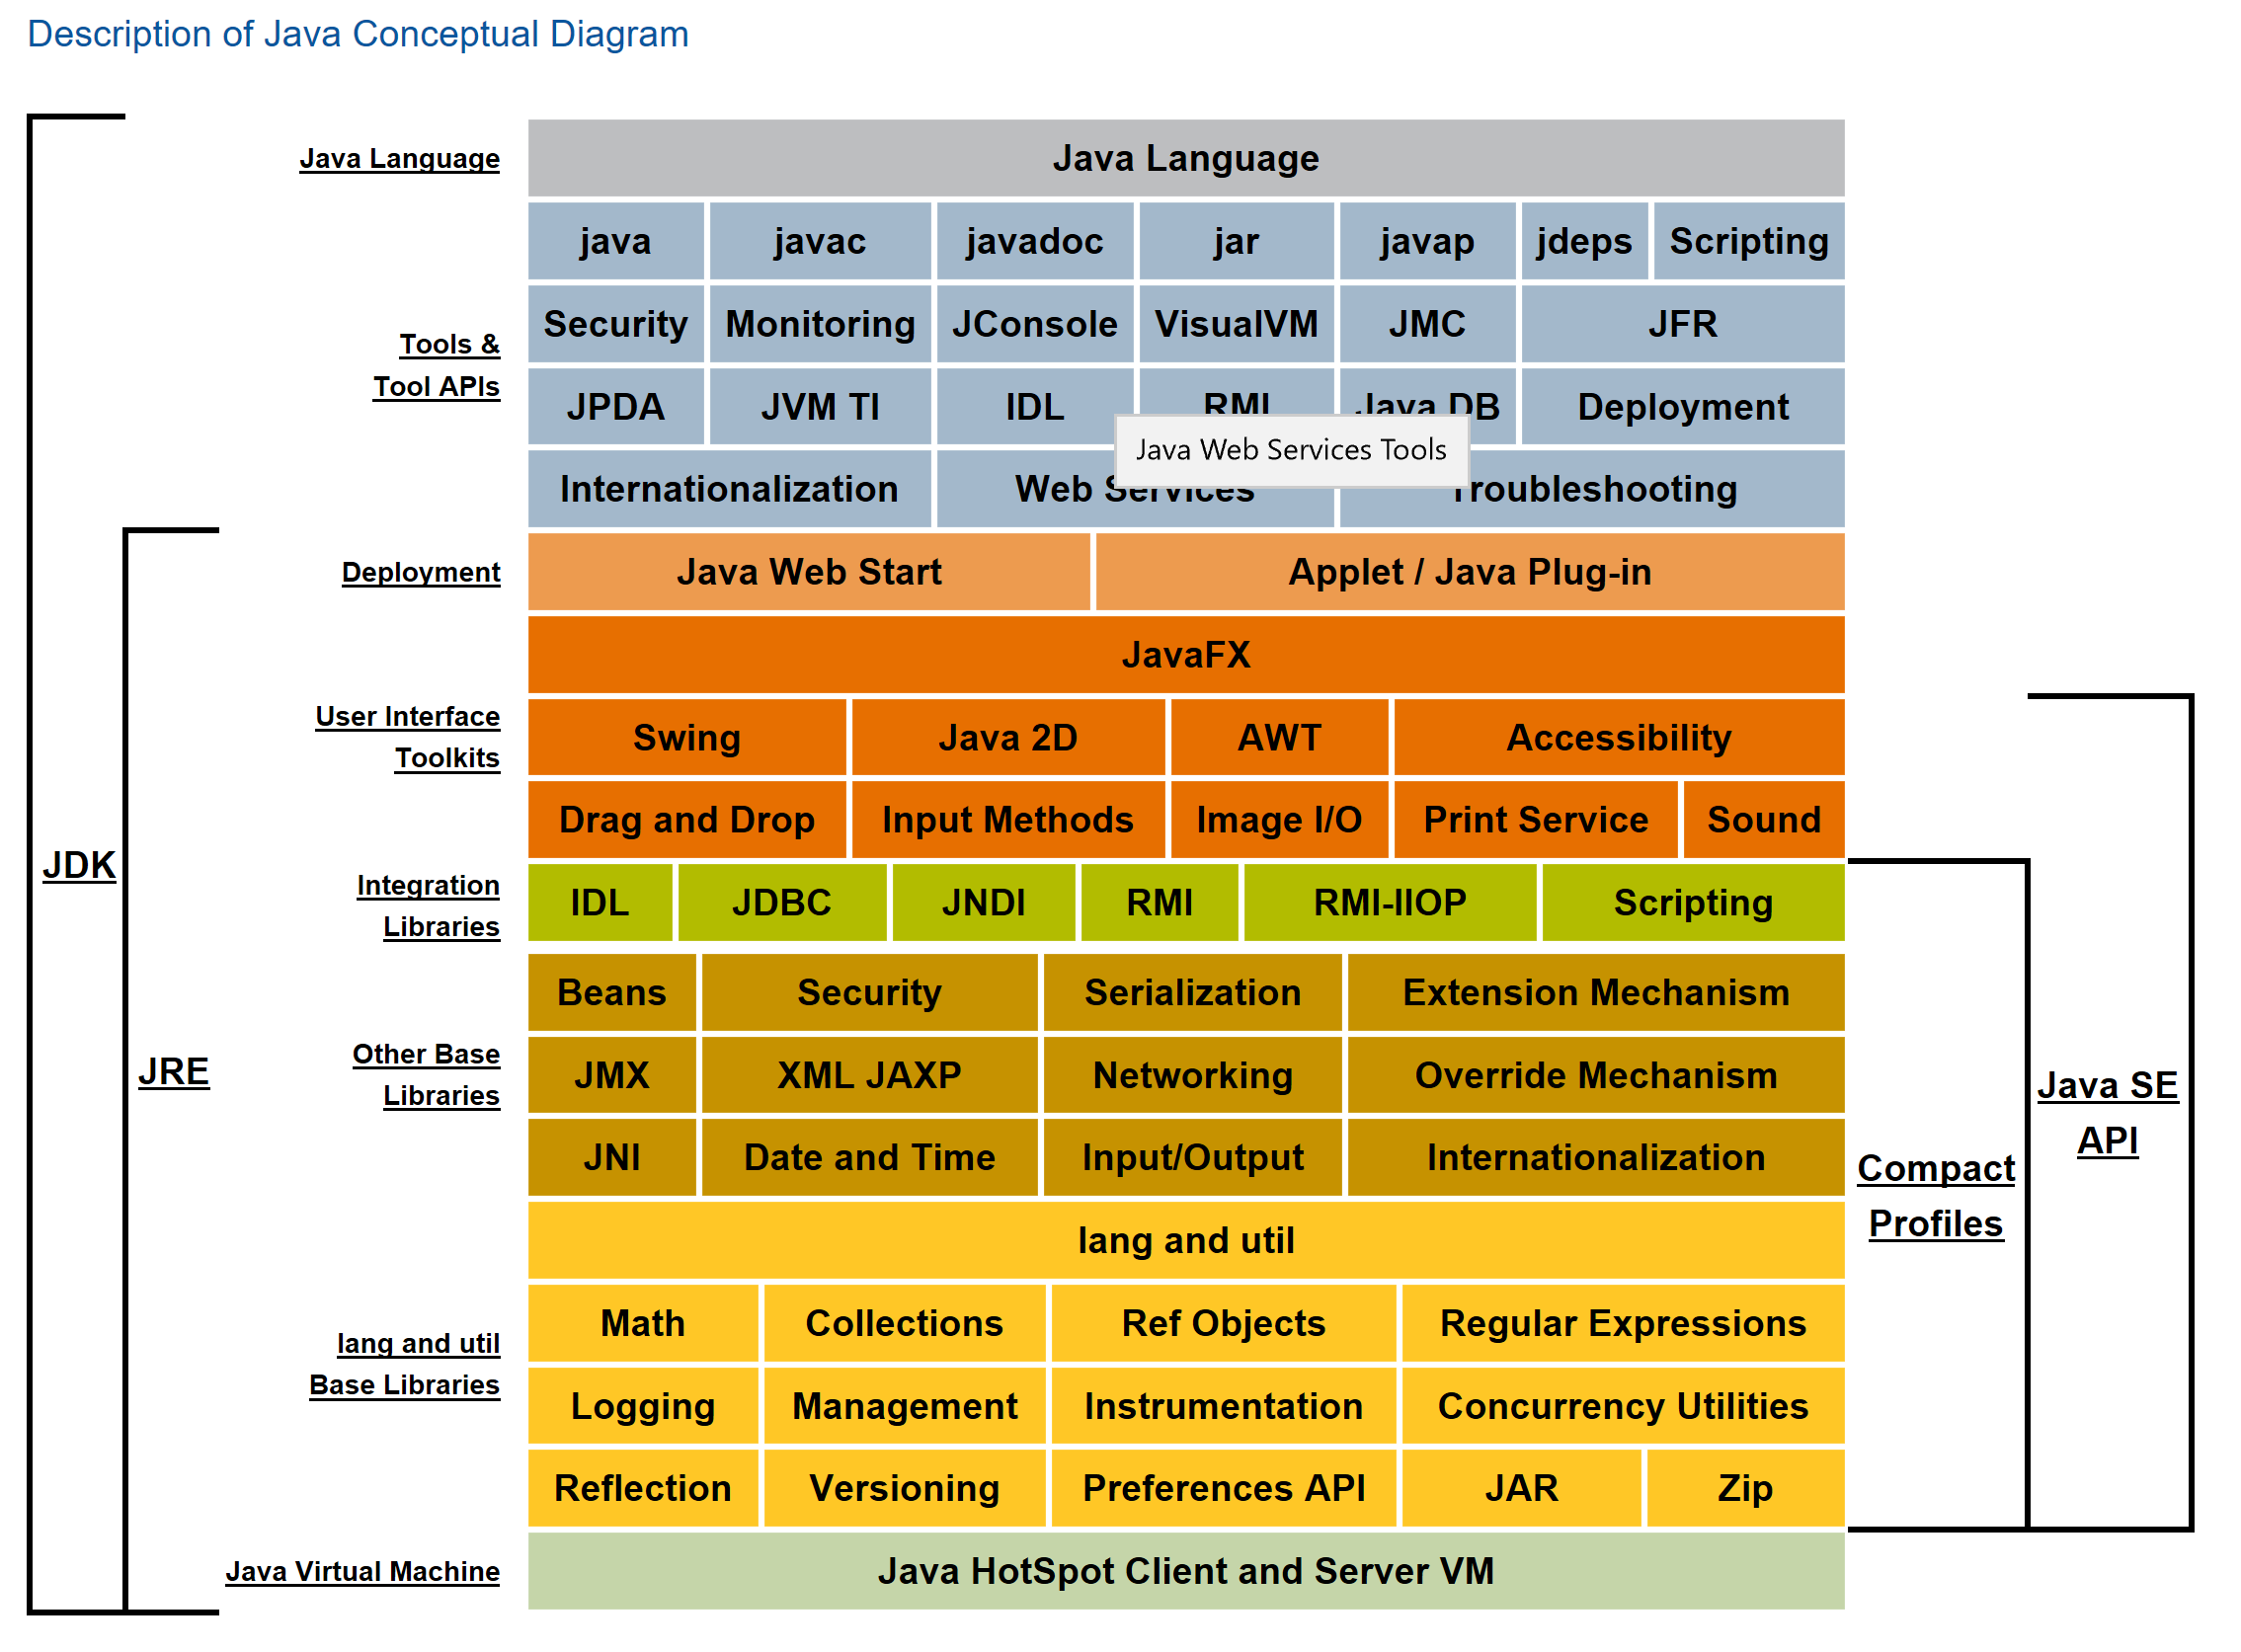 Description of Java Conceptual Diagram
Java Language
Java Language
java javac javadoc jar javap jdeps Scripting
Tools &
Tool APIs
Security Monitoring JConsole VisualVM JMC JFR
JPDA JVM TI IDL RMI Java DB Deployment
Java Web Services Tools
Internationalization Web Services Troubleshooting
Deployment
Java Web Start Applet / Java Plug-in
JavaFX
User Interface
Toolkits
Swing Java 2D AWT Accessibility
Drag and Drop Input Methods Image I/O Print Service Sound
JDK
Integration
Libraries
IDL JDBC JNDI RMI RMI-IIOP Scripting
Beans Security Serialization Extension Mechanism
JRE
Other Base
Libraries
JMX XML JAXP Networking Override Mechanism
JNI Date and Time Input/Output Internationalization
Java SE
API
Compact
Profiles
lang and util
lang and util
Base Libraries
Math Collections Ref Objects Regular Expressions
Logging Management Instrumentation Concurrency Utilities
Reflection Versioning Preferences API JAR Zip
Java Virtual Machine
Java HotSpot Client and Server VM